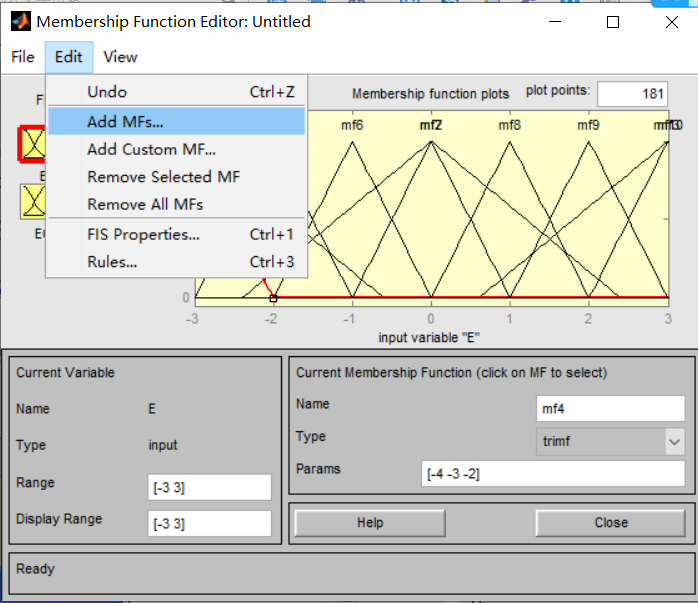 Membership Function Editor: Untitled
File Edit View
Undo Ctrl+Z
Add MFs...
Add Custom MF...
Remove Selected MF
Remove All MFs
FIS Properties... Ctrl+1
Rules... Ctrl+3
Membership function plots plot points: 181
mf6 mf8 mf9
0
-3 -2 -1 0 1 2 3
input variable "E"
Current Variable
Name E
Type input
Range [-3 3]
Display Range [-3 3]
Current Membership Function (click on MF to select)
Name mf4
Type trimf
Params [-4 -3 -2]
Help Close
Ready